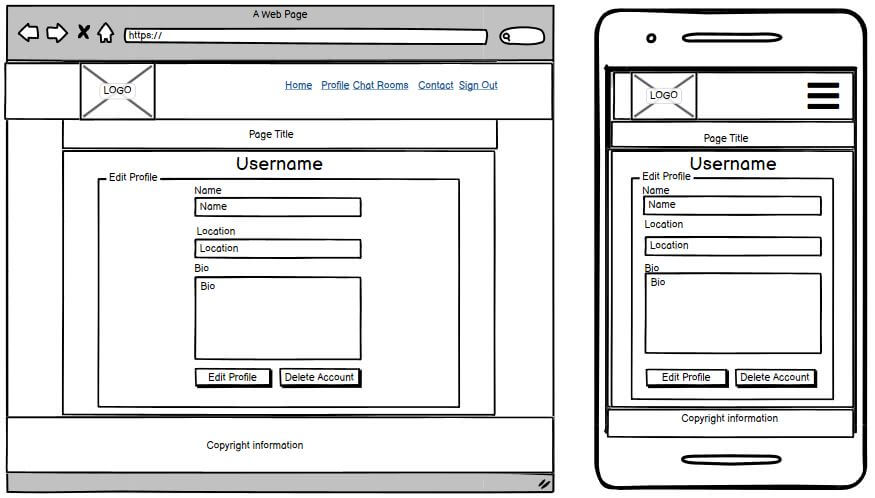 A Web Page
https://
LOGO
Home Profile Chat Rooms Contact Sign Out
Page Title
Username
Edit Profile
Name
Name
Location
Location
Bio
Bio
Edit Profile Delete Account
Copyright information
LOGO
Page Title
Username
Edit Profile
Name
Name
Location
Location
Bio
Bio
Edit Profile Delete Account
Copyright information